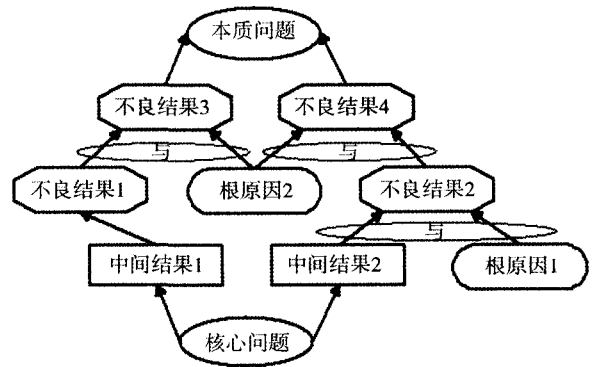 本质问题
不良结果3
不良结果4
与
与
不良结果1
根原因2
不良结果2
与
中间结果1
中间结果2
根原因1
核心问题